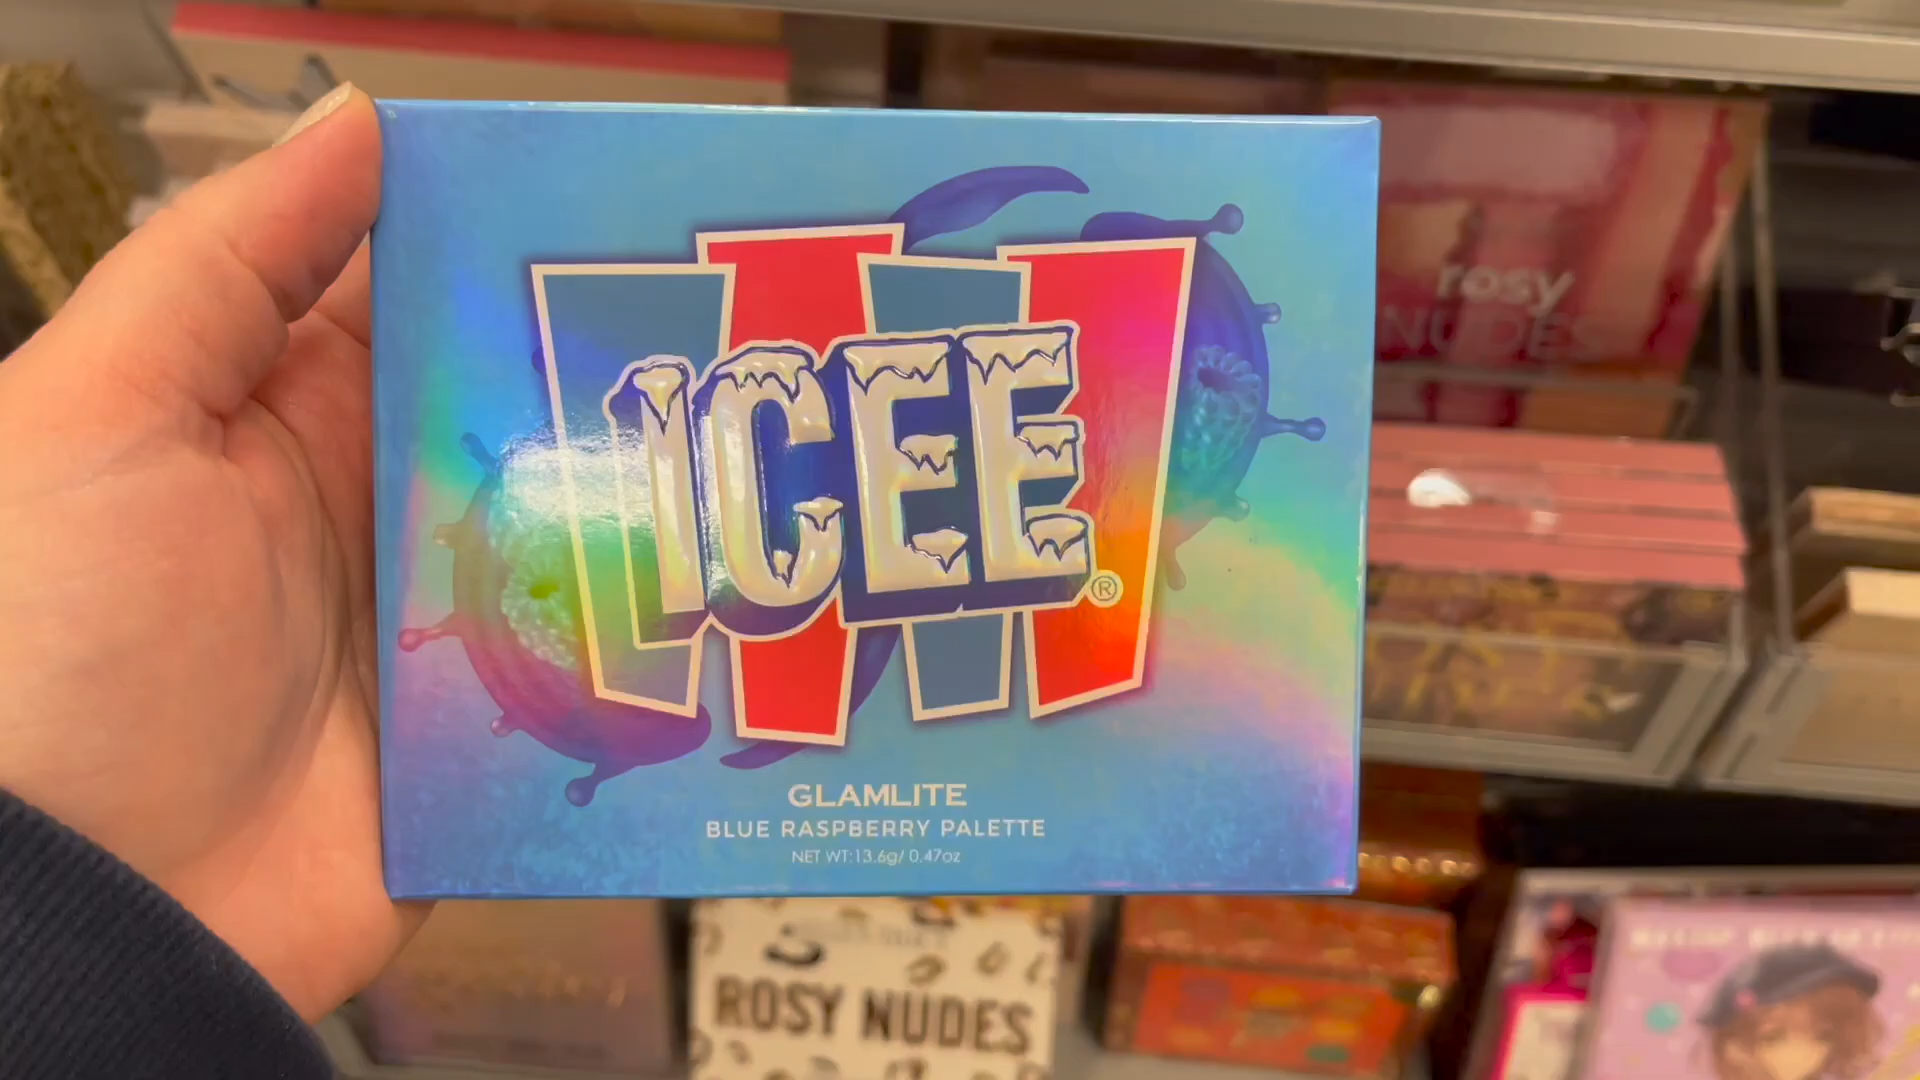 rosy
NUDES
ICEE®
GLAMLITE
BLUE RASPBERRY PALETTE
NET WT:13.6g/ 0.47oz
ROSY NUDES